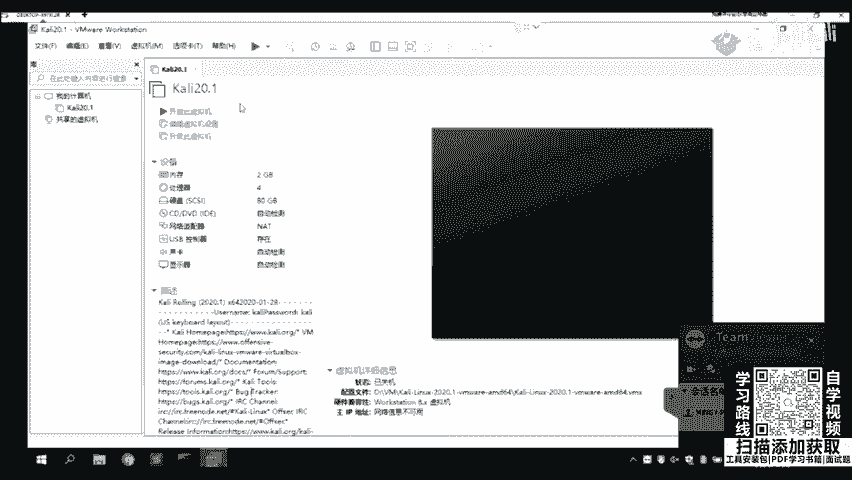 Kali20.1 - VMware Workstation
文件(F) 编辑(E) 查看(V) 虚拟机(M) 选项卡(T) 帮助(H)
库
在此处键入内容进行搜索
我的计算机
Kali20.1
共享的虚拟机
Kali20.1
Kali20.1
开启此虚拟机
编辑虚拟机设置
升级此虚拟机
设备
内存 2 GB
处理器 4
硬盘 (SCSI) 80 GB
CD/DVD (IDE) 自动检测
网络适配器 NAT
USB 控制器 存在
声卡 自动检测
显示器 自动检测
描述
Kali Rolling (2020.1) x642020-01-28- - - - - - -
- - - - - - - - - - -Username: kaliPassword: kali
(US keyboard layout)- - - - - - - - - - - - - -
- -* Kali Homepage:https://www.kali.org/* VM
Homepage:https://www.offensive-
security.com/kali-linux-vmware-virtualbox-
image-download/* Documentation:
https://www.kali.org/docs/* Forum/Support:
https://forums.kali.org/* Kali Tools:
https://tools.kali.org/* Bug Tracker:
https://bugs.kali.org/* IRC Channel:
irc://irc.freenode.net/#Kali-Linux* Offsec IRC
Channel:irc://irc.freenode.net/#Offsec*
Release Information:https://www.kali.org/kali-
虚拟机详细信息
状态: 已关机
配置文件: D:\VM\Kali-Linux-2020.1-vmware-amd64\Kali-Linux-2020.1-vmware-amd64.vmx
硬件兼容性: Workstation 8.x 虚拟机
主 IP 地址: 网络信息不可用
Team
学习路线
自学视频
扫描添加获取
工具安装包|PDF学习书籍|面试题